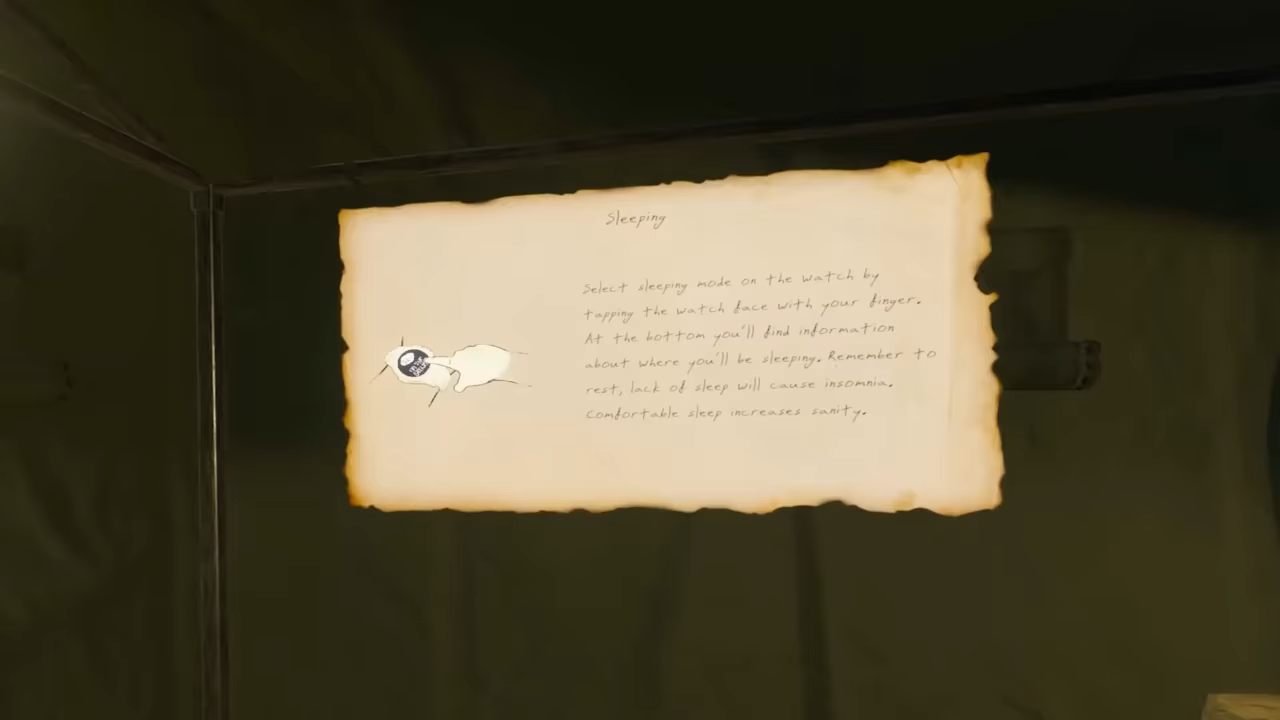 Sleeping
Select sleeping mode on the watch by
tapping the watch face with your finger.
At the bottom you'll find information
about where you'll be sleeping. Remember to
rest, lack of sleep will cause insomnia.
Comfortable sleep increases sanity.